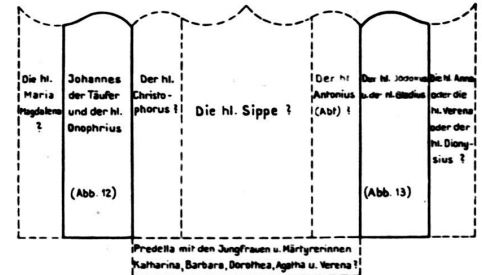 Die hl.
Maria
Magdalena
?
Johannes
der Täufer
und der hl.
Onophrius
(Abb. 12)
Der hl.
Christo-
phorus ?
Die hl. Sippe ?
Der hl
Antonius
(Abt) ?
Der hl. Jodokus
u. der hl.
(Abb. 13)
Die hl. Anna
oder die
hl. Verena
oder der
hl. Diony-
sius ?
Predella mit den Jungfrauen u. Märtyrerinnen
Katharina, Barbara, Dorothea, Agatha u. Verena ?